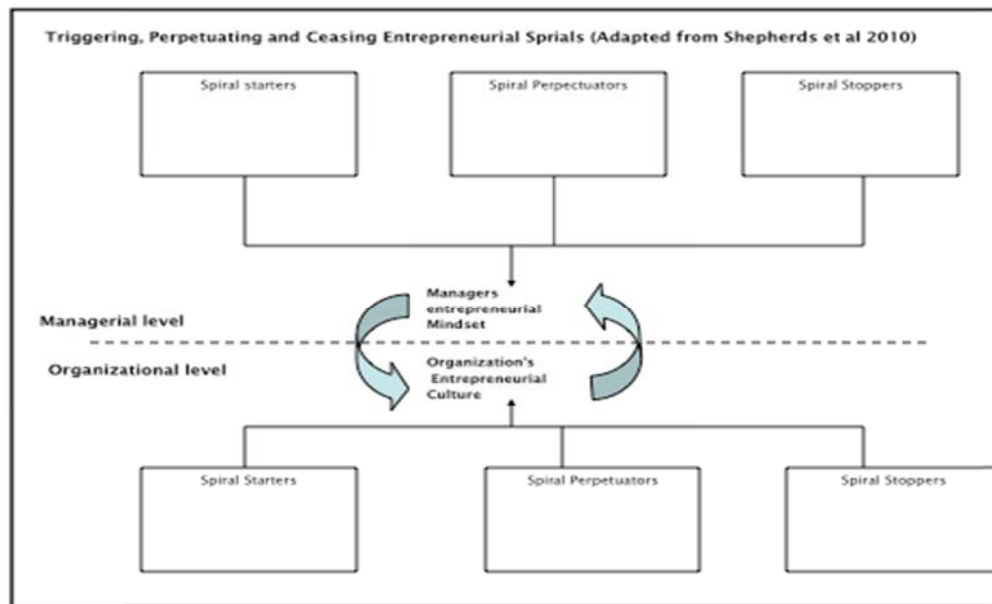 Triggering, Perpetuating and Ceasing Entrepreneurial Sprials (Adapted from Shepherds et al 2010)
Spiral starters
Spiral Perpectuators
Spiral Stoppers
Managers
entrepreneurial
Mindset
Managerial level
Organizational level
Organization's
Entrepreneurial
Culture
Spiral Starters
Spiral Perpetuators
Spiral Stoppers